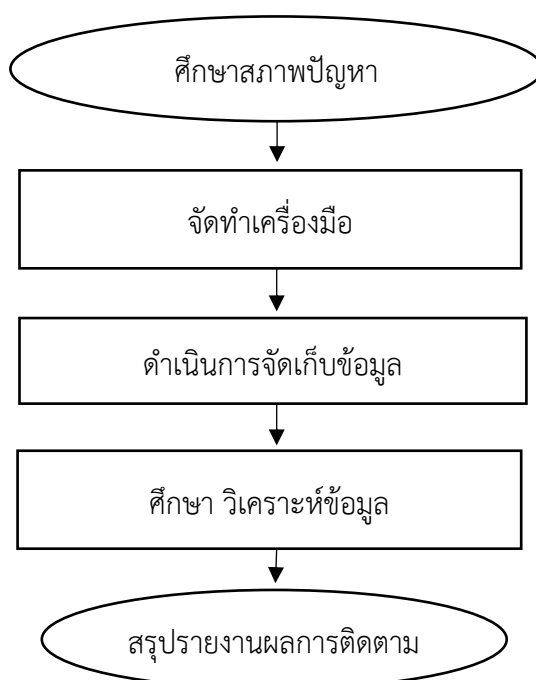 ศึกษาสภาพปัญหา
จัดทำเครื่องมือ
ดำเนินการจัดเก็บข้อมูล
ศึกษา วิเคราะห์ข้อมูล
สรุปรายงานผลการติดตาม